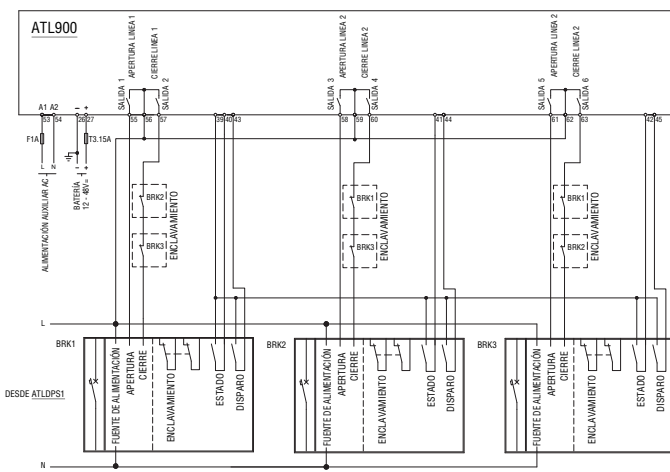 ATL900
APERTURA LINEA 1
CIERRE LINEA 1
APERTURA LINEA 2
CIERRE LINEA 2
APERTURA LINEA 2
CIERRE LINEA 2
SALIDA 1
SALIDA 2
SALIDA 3
SALIDA 4
SALIDA 5
SALIDA 6
A1 A2
- +
53 54
26 27
55 56 57
39 40 43
58 59 60
41 44
61 62 63
42 45
F1A
T3.15A
L N
- +
ALIMENTACIÓN AUXILIAR AC
BATERÍA
12 - 48V=
BRK2
BRK3
ENCLAVAMIENTO
BRK1
BRK3
ENCLAVAMIENTO
BRK1
BRK2
ENCLAVAMIENTO
L
BRK1
FUENTE DE ALIMENTACIÓN
APERTURA
CIERRE
ENCLAVAMIENTO
ESTADO
DISPARO
BRK2
FUENTE DE ALIMENTACIÓN
APERTURA
CIERRE
ENCLAVAMIENTO
ESTADO
DISPARO
BRK3
FUENTE DE ALIMENTACIÓN
APERTURA
CIERRE
ENCLAVAMIENTO
ESTADO
DISPARO
DESDE ATLDPS1
N